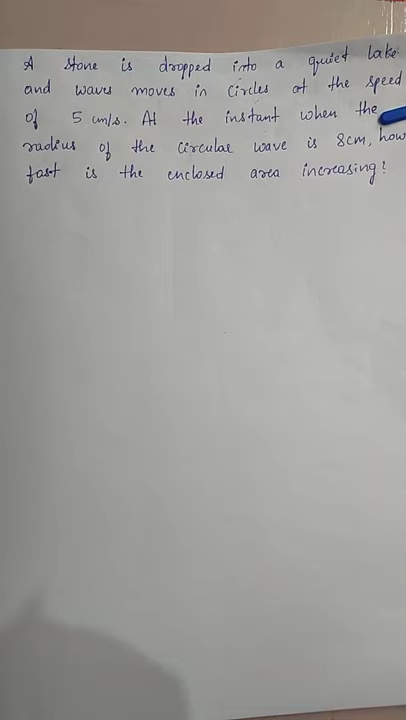 A stone is dropped into a quiet lake
and waves moves in circles at the speed
of 5 cm/s. At the instant when the
radius of the circular wave is 8cm, how
fast is the enclosed area increasing?